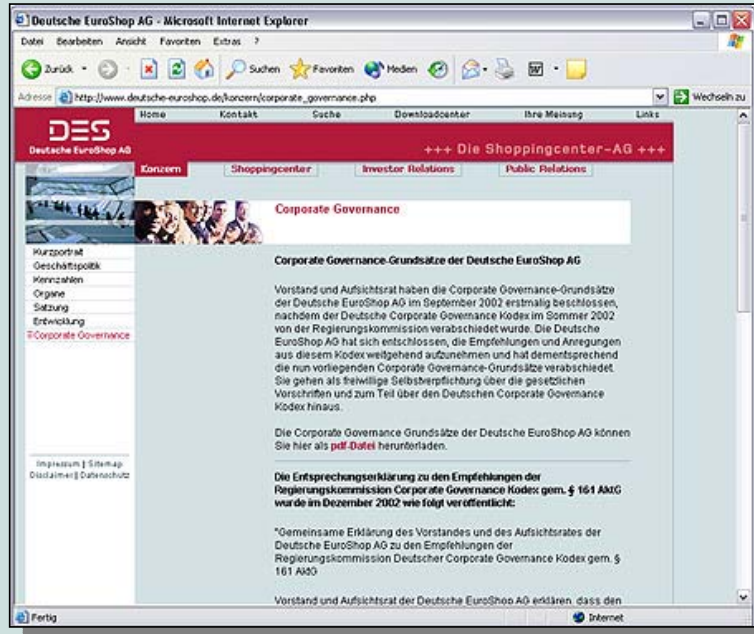 Deutsche EuroShop AG - Microsoft Internet Explorer
Datei Bearbeiten Ansicht Favoriten Extras ?
Zurück Suchen Favoriten Medien
Adresse http://www.deutsche-euroshop.de/konzern/corporate_governance.php Wechseln zu
Home Kontakt Suche Downloadcenter Ihre Meinung Links
DES
Deutsche EuroShop AG
+++ Die Shoppingcenter-AG +++
Konzern Shoppingcenter Investor Relations Public Relations
Kurzportrait
Geschäftspolitik
Kennzahlen
Organe
Satzung
Entwicklung
Corporate Governance
Impressum | Sitemap
Disclaimer | Datenschutz
Corporate Governance
Corporate Governance-Grundsätze der Deutsche EuroShop AG
Vorstand und Aufsichtsrat haben die Corporate Governance-Grundsätze
der Deutsche EuroShop AG im September 2002 erstmalig beschlossen,
nachdem der Deutsche Corporate Governance Kodex im Sommer 2002
von der Regierungskommission verabschiedet wurde. Die Deutsche
EuroShop AG hat sich entschlossen, die Empfehlungen und Anregungen
aus diesem Kodex weitgehend aufzunehmen und hat dementsprechend
die nun vorliegenden Corporate Governance-Grundsätze verabschiedet.
Sie gehen als freiwillige Selbstverpflichtung über die gesetzlichen
Vorschriften und zum Teil über den Deutschen Corporate Governance
Kodex hinaus.
Die Corporate Governance Grundsätze der Deutsche EuroShop AG können
Sie hier als pdf-Datei herunterladen.
Die Entsprechungserklärung zu den Empfehlungen der
Regierungskommission Corporate Governance Kodex gem. § 161 AktG
wurde im Dezember 2002 wie folgt veröffentlicht:
"Gemeinsame Erklärung des Vorstandes und des Aufsichtsrates der
Deutsche EuroShop AG zu den Empfehlungen der
Regierungskommission Deutscher Corporate Governance Kodex gem. §
161 AktG
Vorstand und Aufsichtsrat der Deutsche EuroShop AG erklären, dass den
Fertig Internet